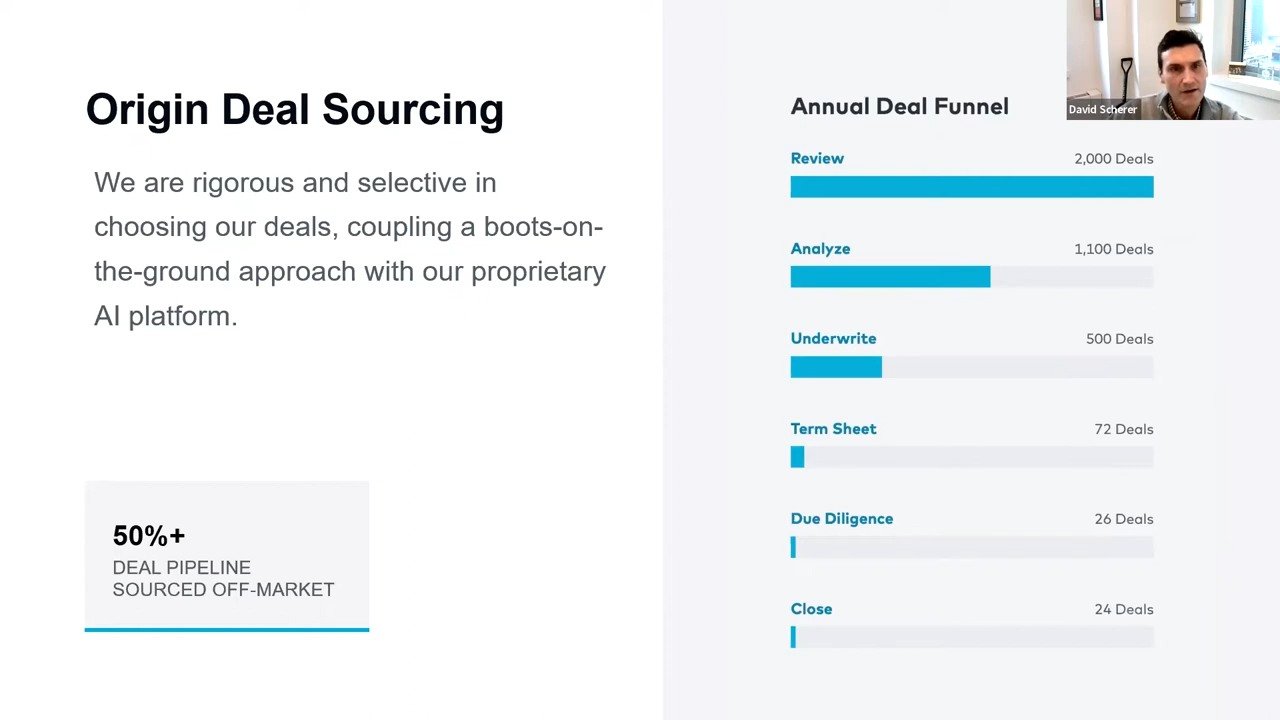 Origin Deal Sourcing
We are rigorous and selective in
choosing our deals, coupling a boots-on-
the-ground approach with our proprietary
AI platform.
50%+
DEAL PIPELINE
SOURCED OFF-MARKET
Annual Deal Funnel
Review 2,000 Deals
Analyze 1,100 Deals
Underwrite 500 Deals
Term Sheet 72 Deals
Due Diligence 26 Deals
Close 24 Deals
David Scherer